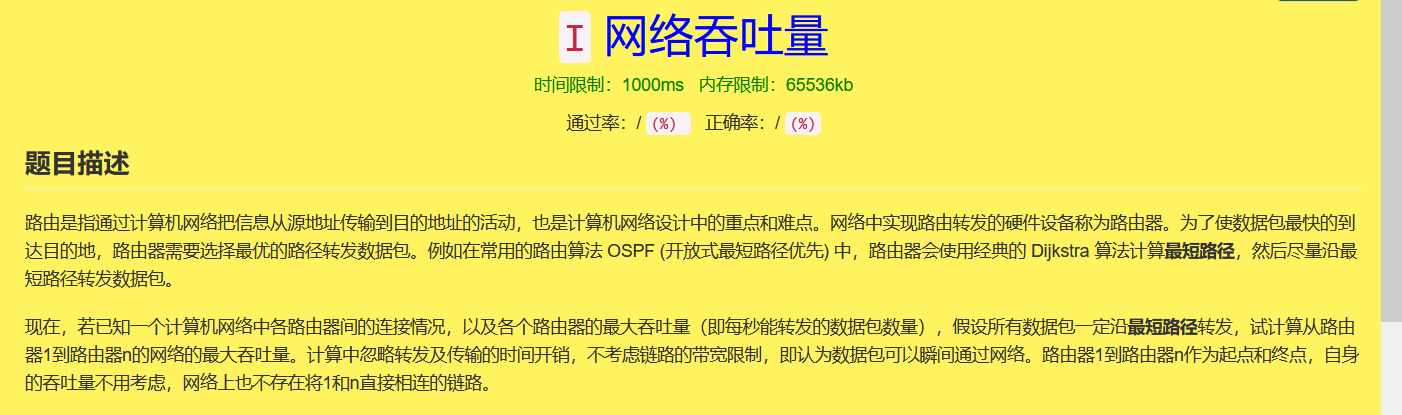 I 网络吞吐量
时间限制：1000ms 内存限制：65536kb
通过率：/ (%) 正确率：/ (%)
题目描述
路由是指通过计算机网络把信息从源地址传输到目的地址的活动，也是计算机网络设计中的重点和难点。网络中实现路由转发的硬件设备称为路由器。为了使数据包最快的到
达目的地，路由器需要选择最优的路径转发数据包。例如在常用的路由算法 OSPF (开放式最短路径优先) 中，路由器会使用经典的 Dijkstra 算法计算最短路径，然后尽量沿最
短路径转发数据包。
现在，若已知一个计算机网络中各路由器间的连接情况，以及各个路由器的最大吞吐量（即每秒能转发的数据包数量），假设所有数据包一定沿最短路径转发，试计算从路由
器1到路由器n的网络的最大吞吐量。计算中忽略转发及传输的时间开销，不考虑链路的带宽限制，即认为数据包可以瞬间通过网络。路由器1到路由器n作为起点和终点，自身
的吞吐量不用考虑，网络上也不存在将1和n直接相连的链路。